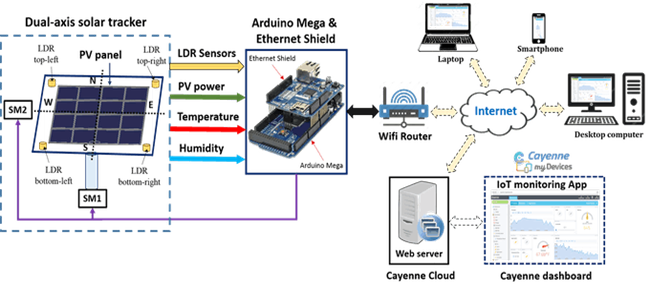 Dual-axis solar tracker
LDR
top-left
PV panel
LDR
top-right
N
W
E
S
SM2
LDR
bottom-left
LDR
bottom-right
SM1
LDR Sensors
PV power
Temperature
Humidity
Arduino Mega &
Ethernet Shield
Ethernet Shield
Arduino Mega
Wifi Router
Laptop
Smartphone
Internet
Desktop computer
Cayenne
myDevices
IoT monitoring App
Web server
Cayenne Cloud
Cayenne dashboard